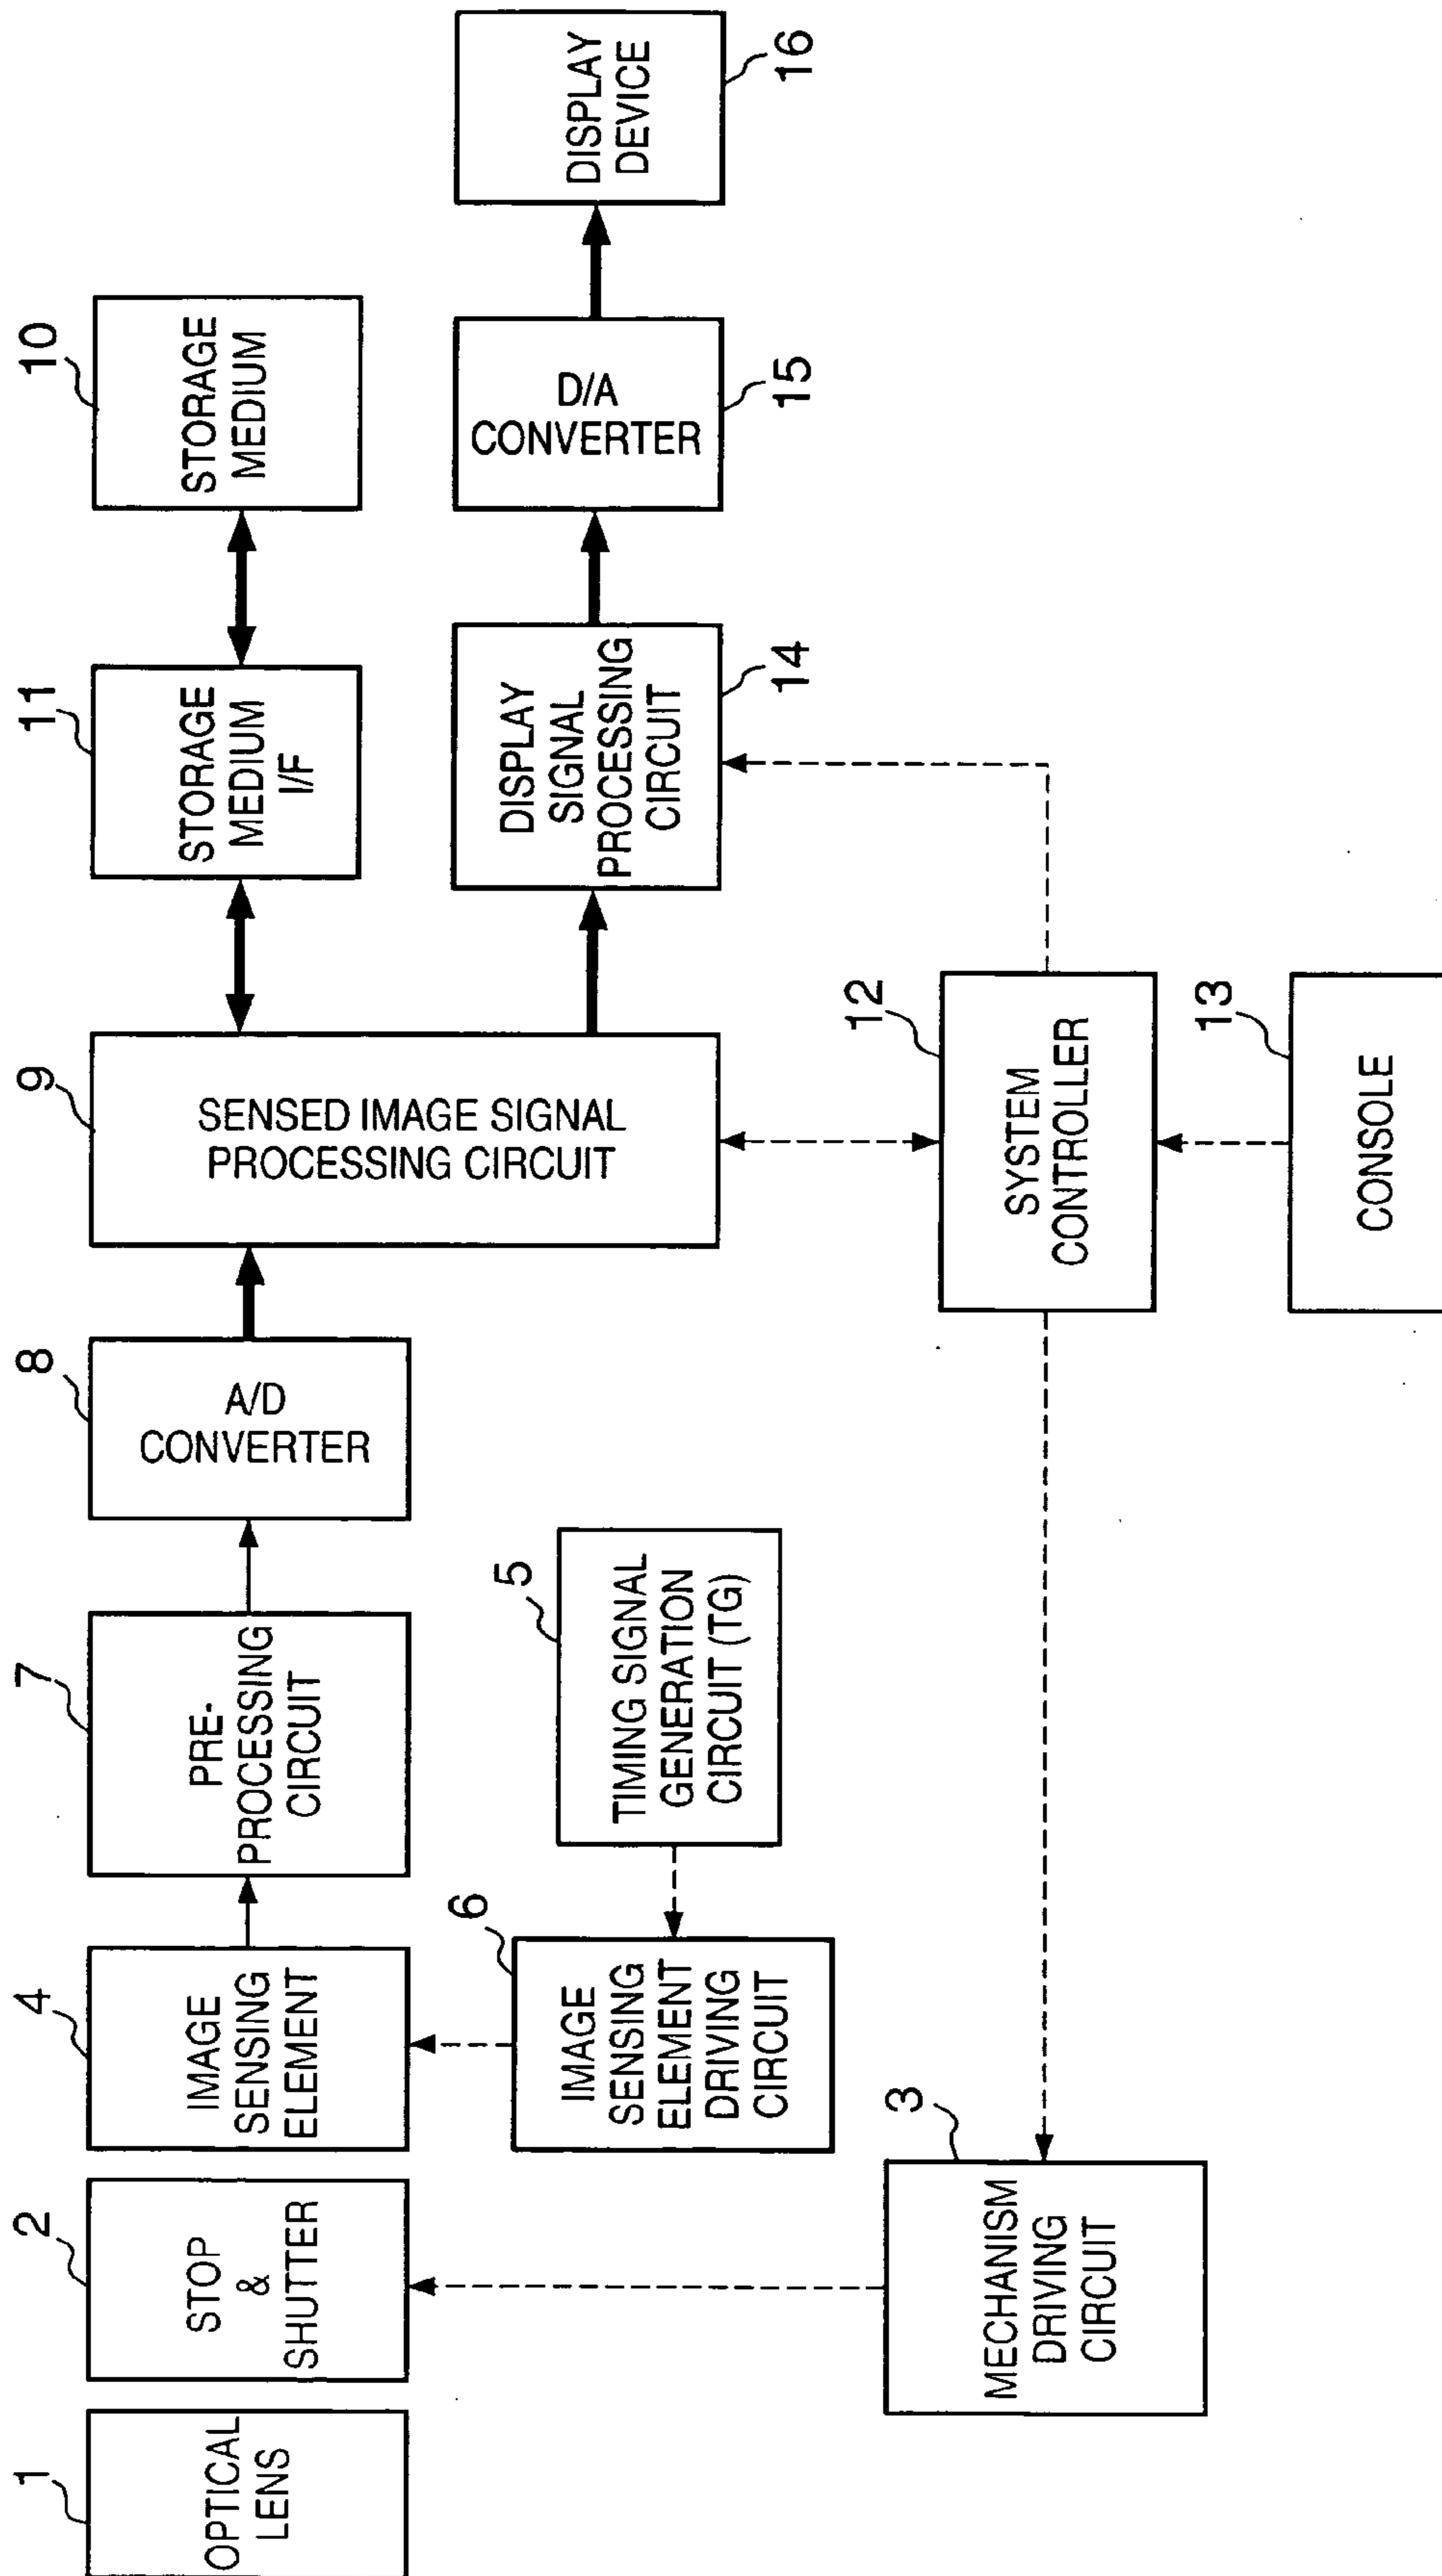 1
OPTICAL
LENS
2
STOP
&
SHUTTER
4
IMAGE
SENSING
ELEMENT
7
PRE-
PROCESSING
CIRCUIT
8
A/D
CONVERTER
9
SENSED IMAGE SIGNAL
PROCESSING CIRCUIT
11
STORAGE
MEDIUM
I/F
10
STORAGE
MEDIUM
6
IMAGE
SENSING
ELEMENT
DRIVING
CIRCUIT
5
TIMING SIGNAL
GENERATION
CIRCUIT (TG)
DISPLAY
SIGNAL
PROCESSING
CIRCUIT
14
D/A
CONVERTER
15
DISPLAY
DEVICE
16
3
MECHANISM
DRIVING
CIRCUIT
12
SYSTEM
CONTROLLER
13
CONSOLE